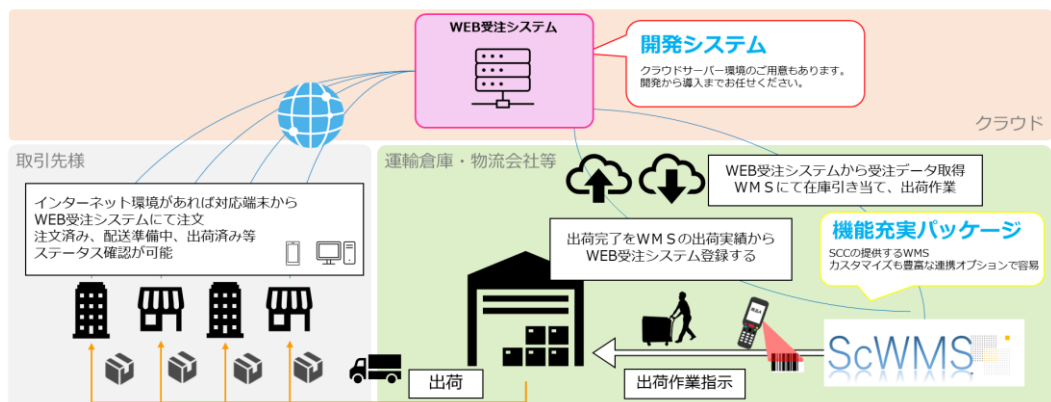 WEB受注システム
開発システム
クラウドサーバー環境のご用意もあります。
開発から導入までお任せください。
クラウド
取引先様
インターネット環境があれば対応端末から
WEB受注システムにて注文
注文済み、配送準備中、出荷済み等
ステータス確認が可能
運輸倉庫・物流会社等
WEB受注システムから受注データ取得
ＷＭＳにて在庫引き当て、出荷作業
出荷完了をＷＭＳの出荷実績から
WEB受注システム登録する
機能充実パッケージ
SCCの提供するWMS
カスタマイズも豊富な連携オプションで容易
ScWMS
出荷
出荷作業指示